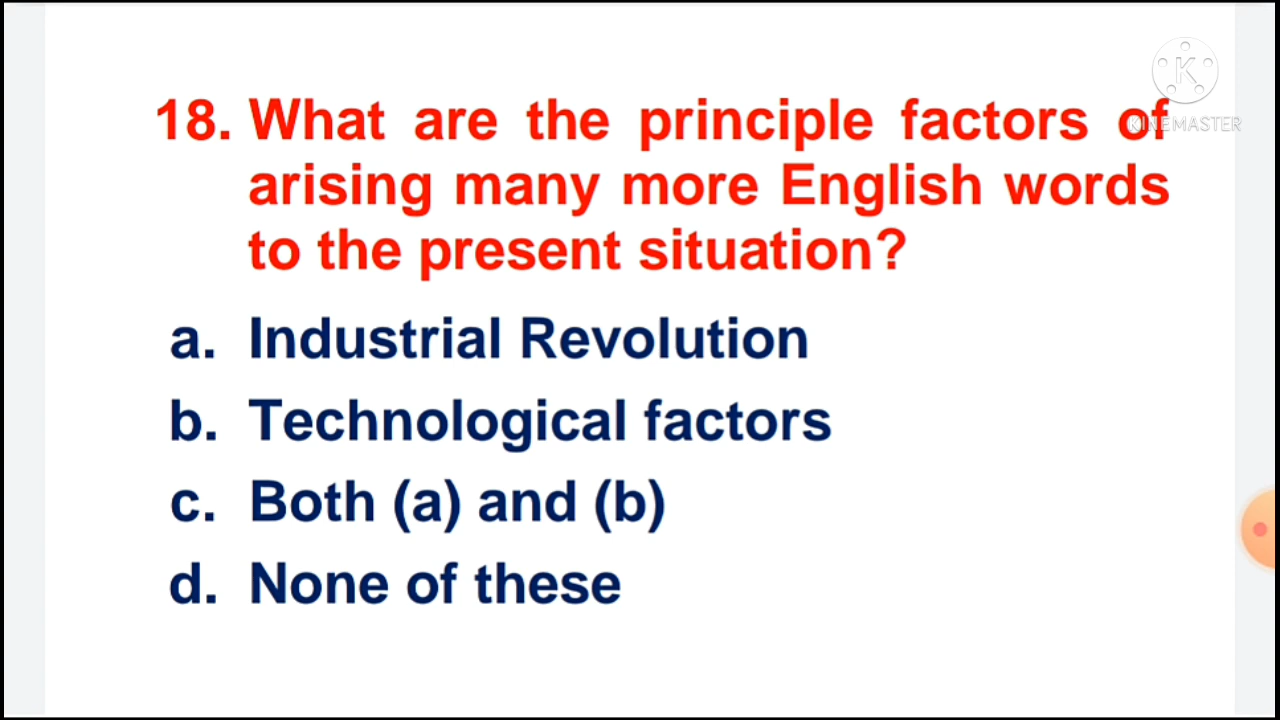 18. What are the principle factors of
arising many more English words
to the present situation?
a. Industrial Revolution
b. Technological factors
c. Both (a) and (b)
d. None of these
K
KINEMASTER